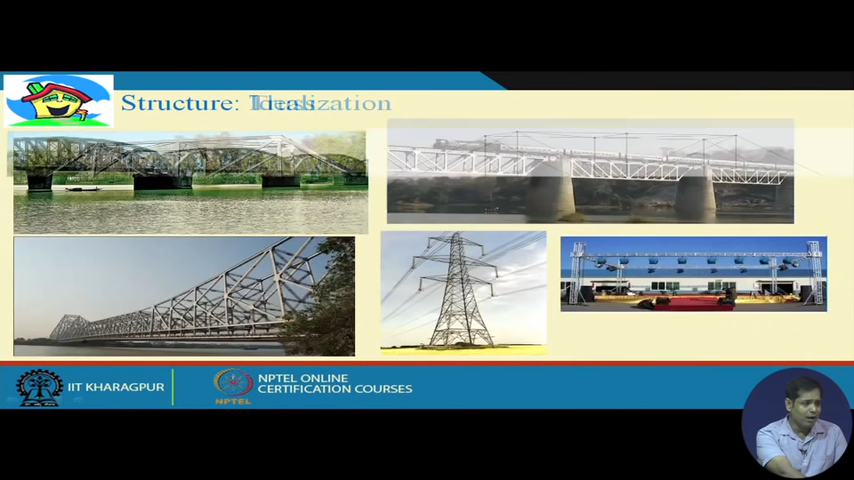 Structure:
IIT KHARAGPUR
NPTEL ONLINE
CERTIFICATION COURSES
NPTEL